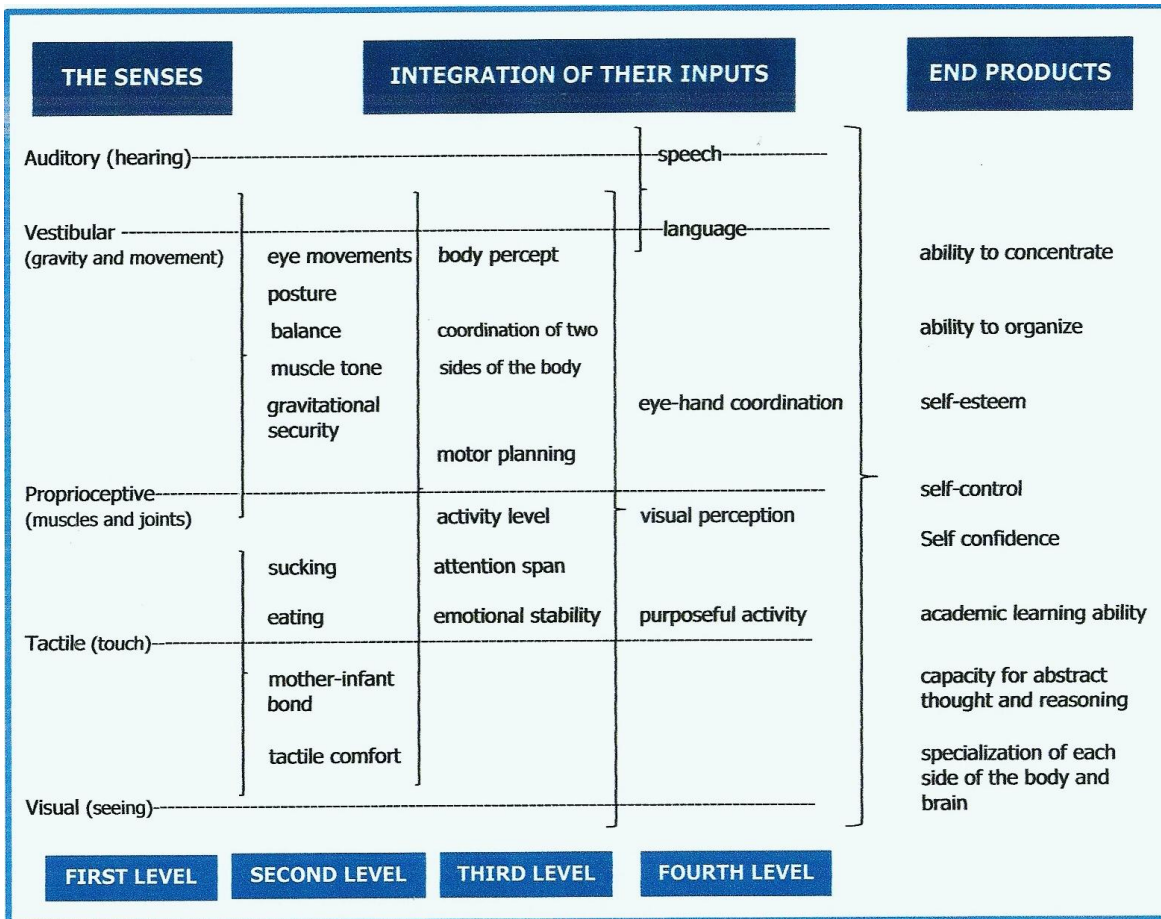 THE SENSES
INTEGRATION OF THEIR INPUTS
END PRODUCTS
Auditory (hearing)
speech
Vestibular
(gravity and movement)
language
eye movements
body percept
ability to concentrate
posture
balance
coordination of two
ability to organize
muscle tone
sides of the body
gravitational
security
eye-hand coordination
self-esteem
motor planning
Proprioceptive
(muscles and joints)
self-control
activity level
visual perception
Self confidence
sucking
attention span
eating
emotional stability
purposeful activity
academic learning ability
Tactile (touch)
mother-infant
bond
capacity for abstract
thought and reasoning
tactile comfort
specialization of each
side of the body and
brain
Visual (seeing)
FIRST LEVEL
SECOND LEVEL
THIRD LEVEL
FOURTH LEVEL